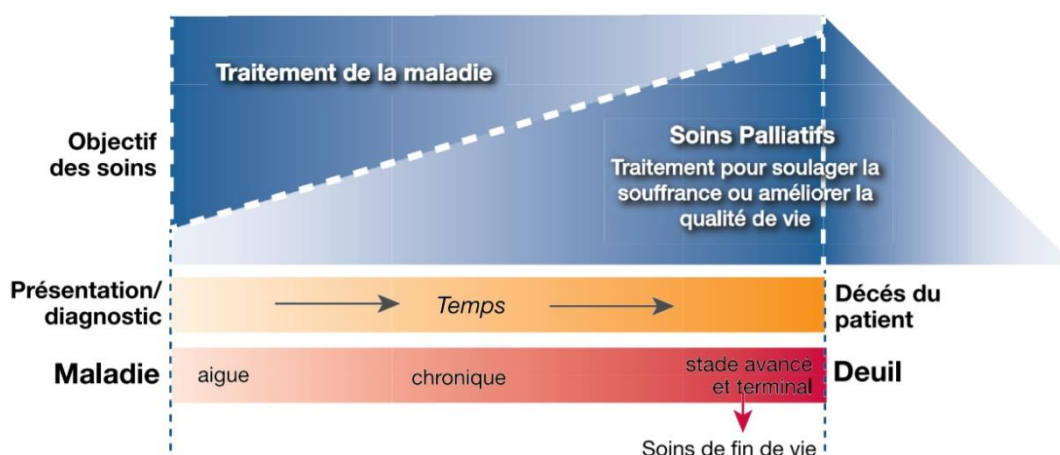 Traitement de la maladie
Objectif
des soins
Soins Palliatifs
Traitement pour soulager la
souffrance ou améliorer la
qualité de vie
Présentation/
diagnostic
Temps
Décés du
patient
Maladie
aigue
chronique
stade avancé
et terminal
Deuil
Soins de fin de vie